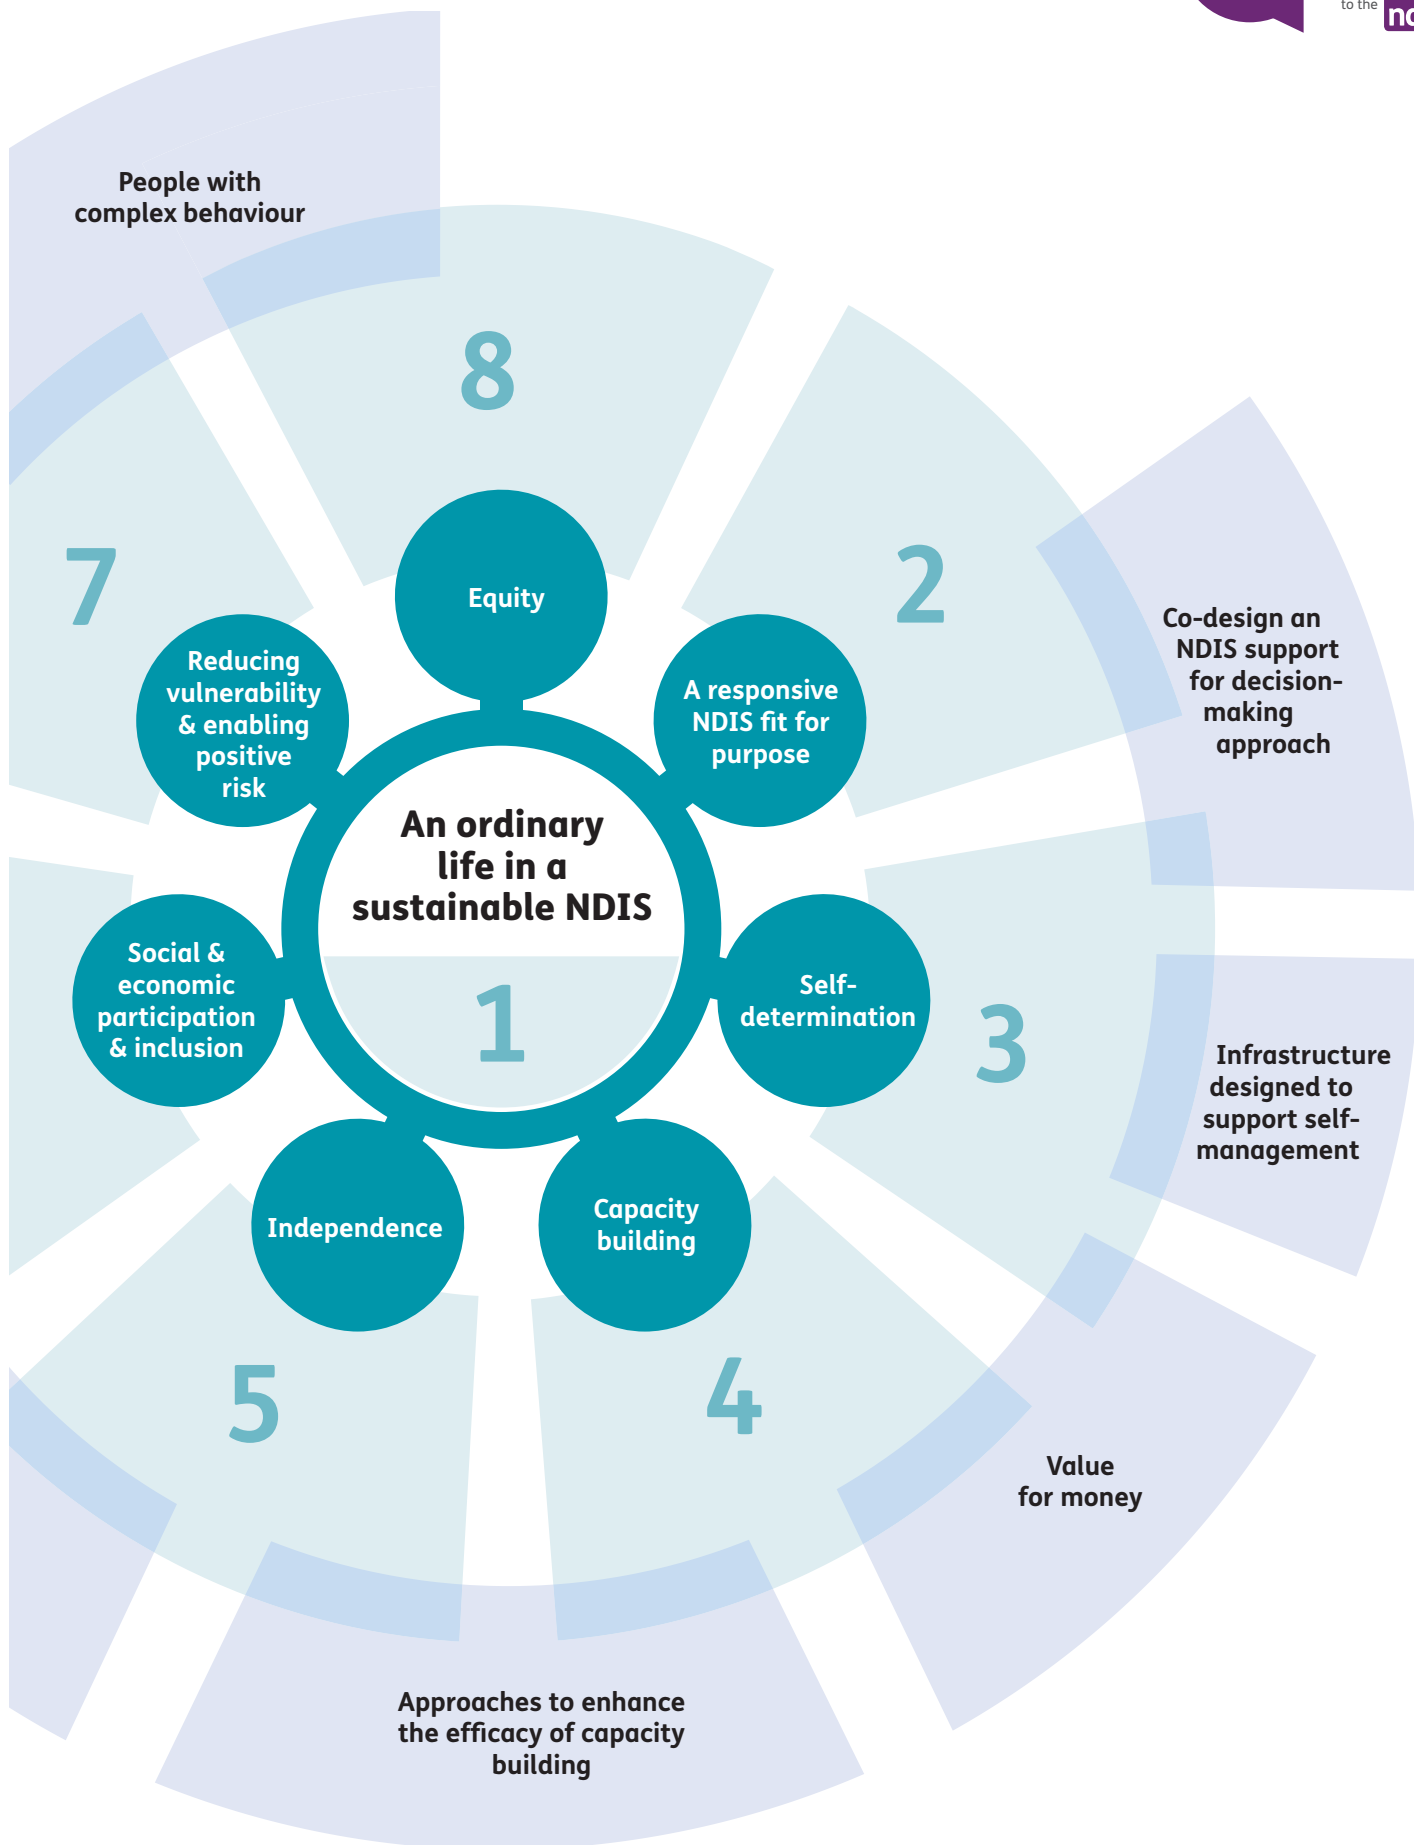 to the
People with
complex behaviour
8
7
2
Equity
Co-design an
NDIS support
for decision-
making
approach
Reducing
vulnerability
& enabling
positive
risk
A responsive
NDIS fit for
purpose
An ordinary
life in a
sustainable NDIS
1
Social &
economic
participation
& inclusion
Self-
determination
3
Infrastructure
designed to
support self-
management
Independence
Capacity
building
5
4
Value
for money
Approaches to enhance
the efficacy of capacity
building